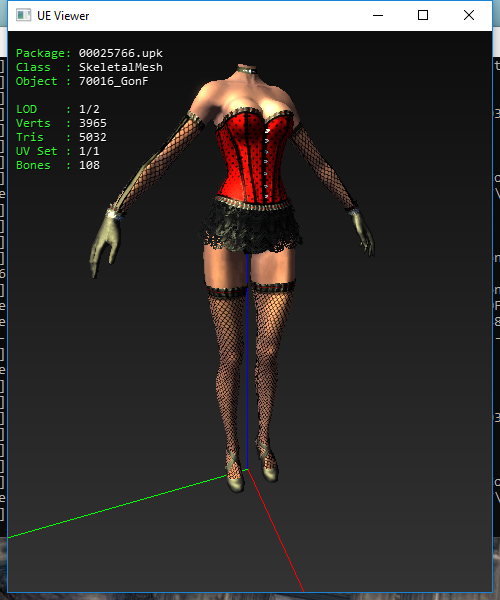 UE Viewer
Package: 00025766.upk
Class  : SkeletalMesh
Object : 70016_GonF
LOD    : 1/2
Verts  : 3965
Tris   : 5032
UV Set : 1/1
Bones  : 108